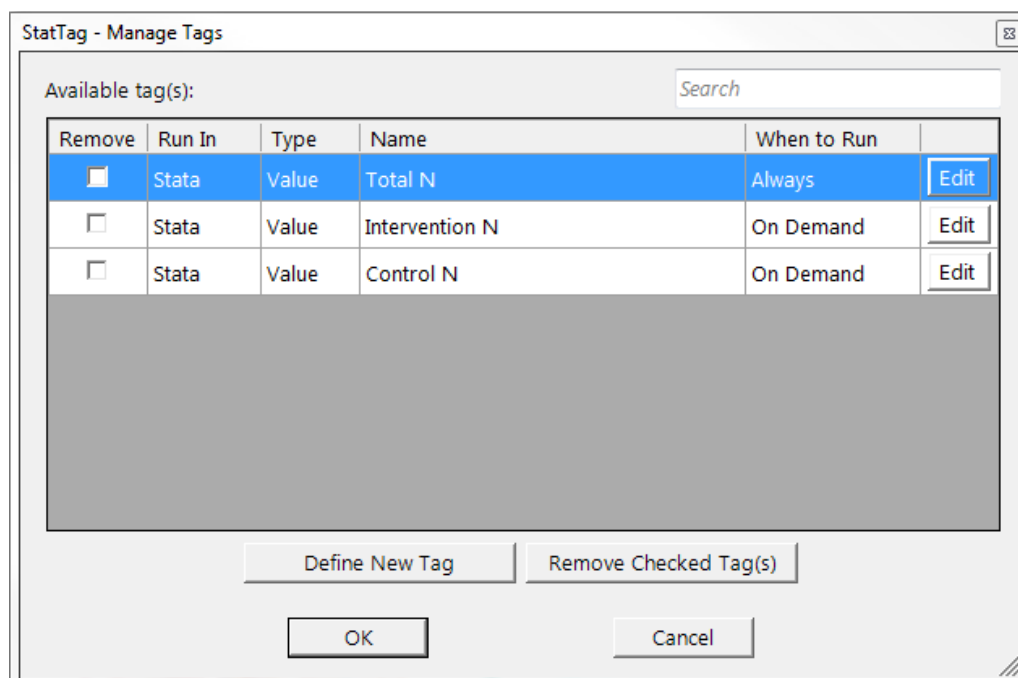 StatTag - Manage Tags
Available tag(s): Search
Remove Run In Type Name When to Run
Stata Value Total N Always Edit
Stata Value Intervention N On Demand Edit
Stata Value Control N On Demand Edit
Define New Tag Remove Checked Tag(s)
OK Cancel